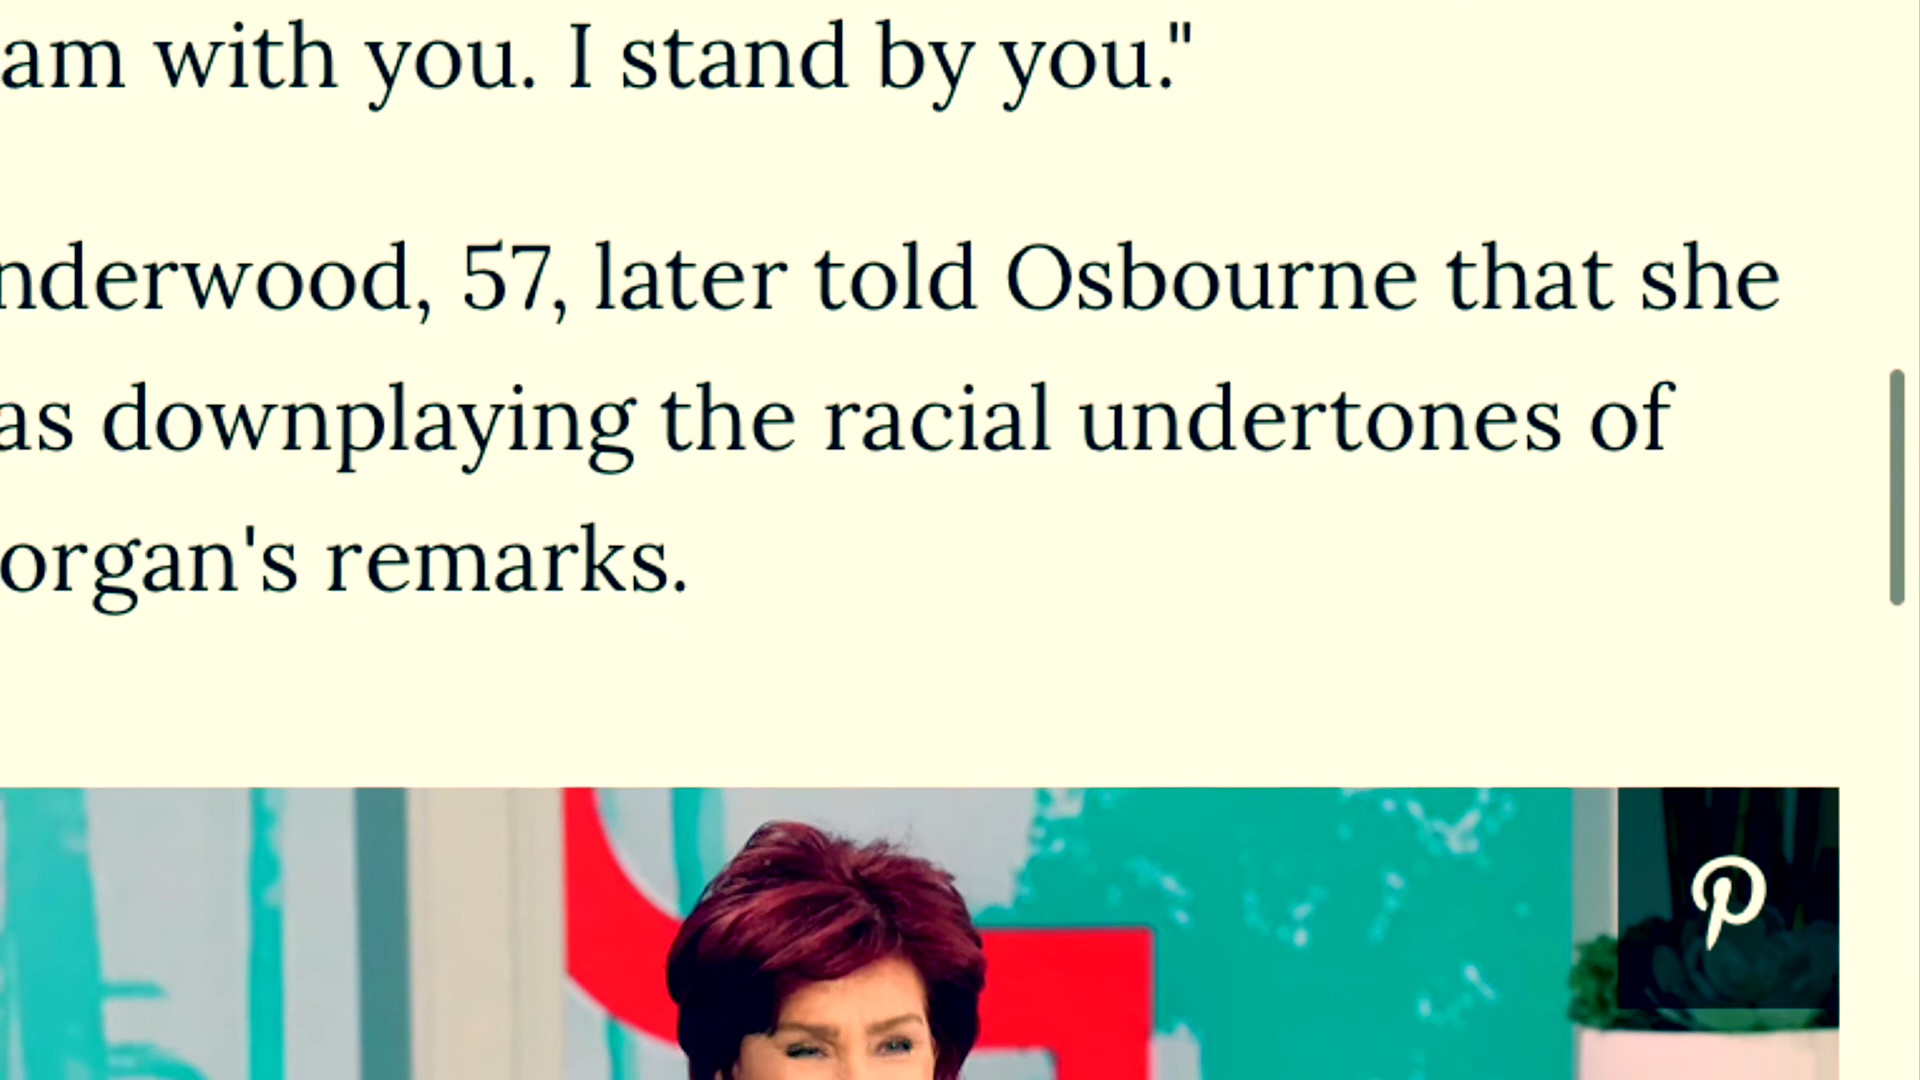 am with you. I stand by you."
nderwood, 57, later told Osbourne that she
as downplaying the racial undertones of
organ's remarks.